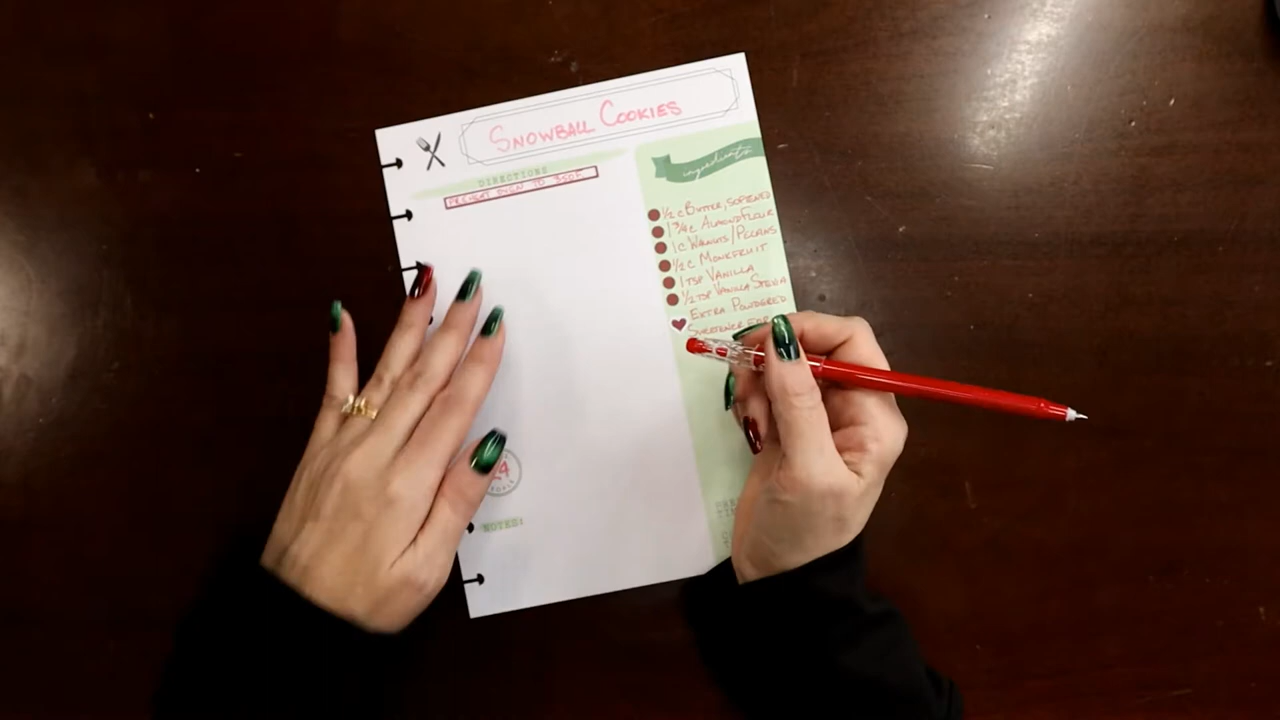 SNOWBALL COOKIES
DIRECTIONS
PREHEAT OVEN TO 350°
ingredients
1/2 c BUTTER, SOFTENED
1 3/4 c ALMOND FLOUR
1 c WALNUTS/PECANS
1/2 c MONKFRUIT
1 TSP VANILLA
1/2 TSP VANILLA STEVIA
EXTRA POWDERED
SWEETENER FOR
NOTES: